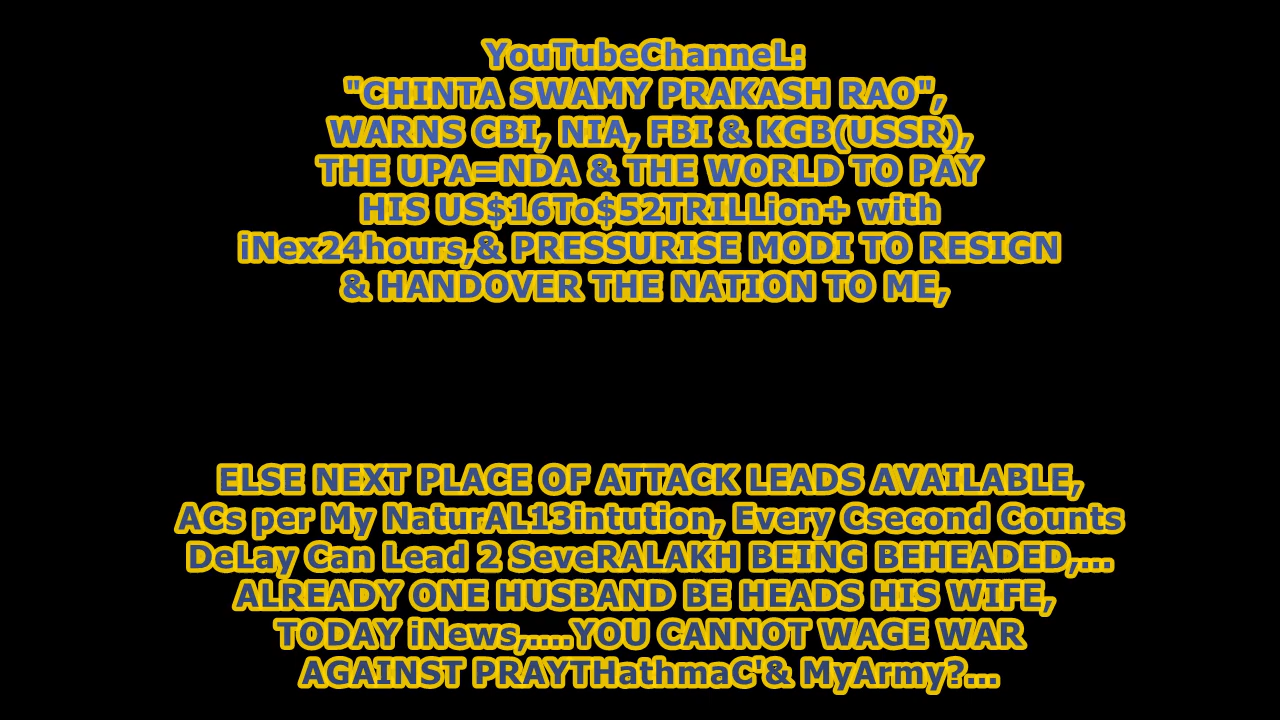 YouTubeChanneL:
"CHINTA SWAMY PRAKASH RAO",
WARNS CBI, NIA, FBI & KGB(USSR),
THE UPA=NDA & THE WORLD TO PAY
HIS US$16To$52TRILLion+ with
iNex24hours,& PRESSURISE MODI TO RESIGN
& HANDOVER THE NATION TO ME,
ELSE NEXT PLACE OF ATTACK LEADS AVAILABLE,
ACs per My NaturAL13intution, Every Csecond Counts
DeLay Can Lead 2 SeveRALAKH BEING BEHEADED,...
ALREADY ONE HUSBAND BE HEADS HIS WIFE,
TODAY iNews,....YOU CANNOT WAGE WAR
AGAINST PRAYTHathmaC'& MyArmy?...